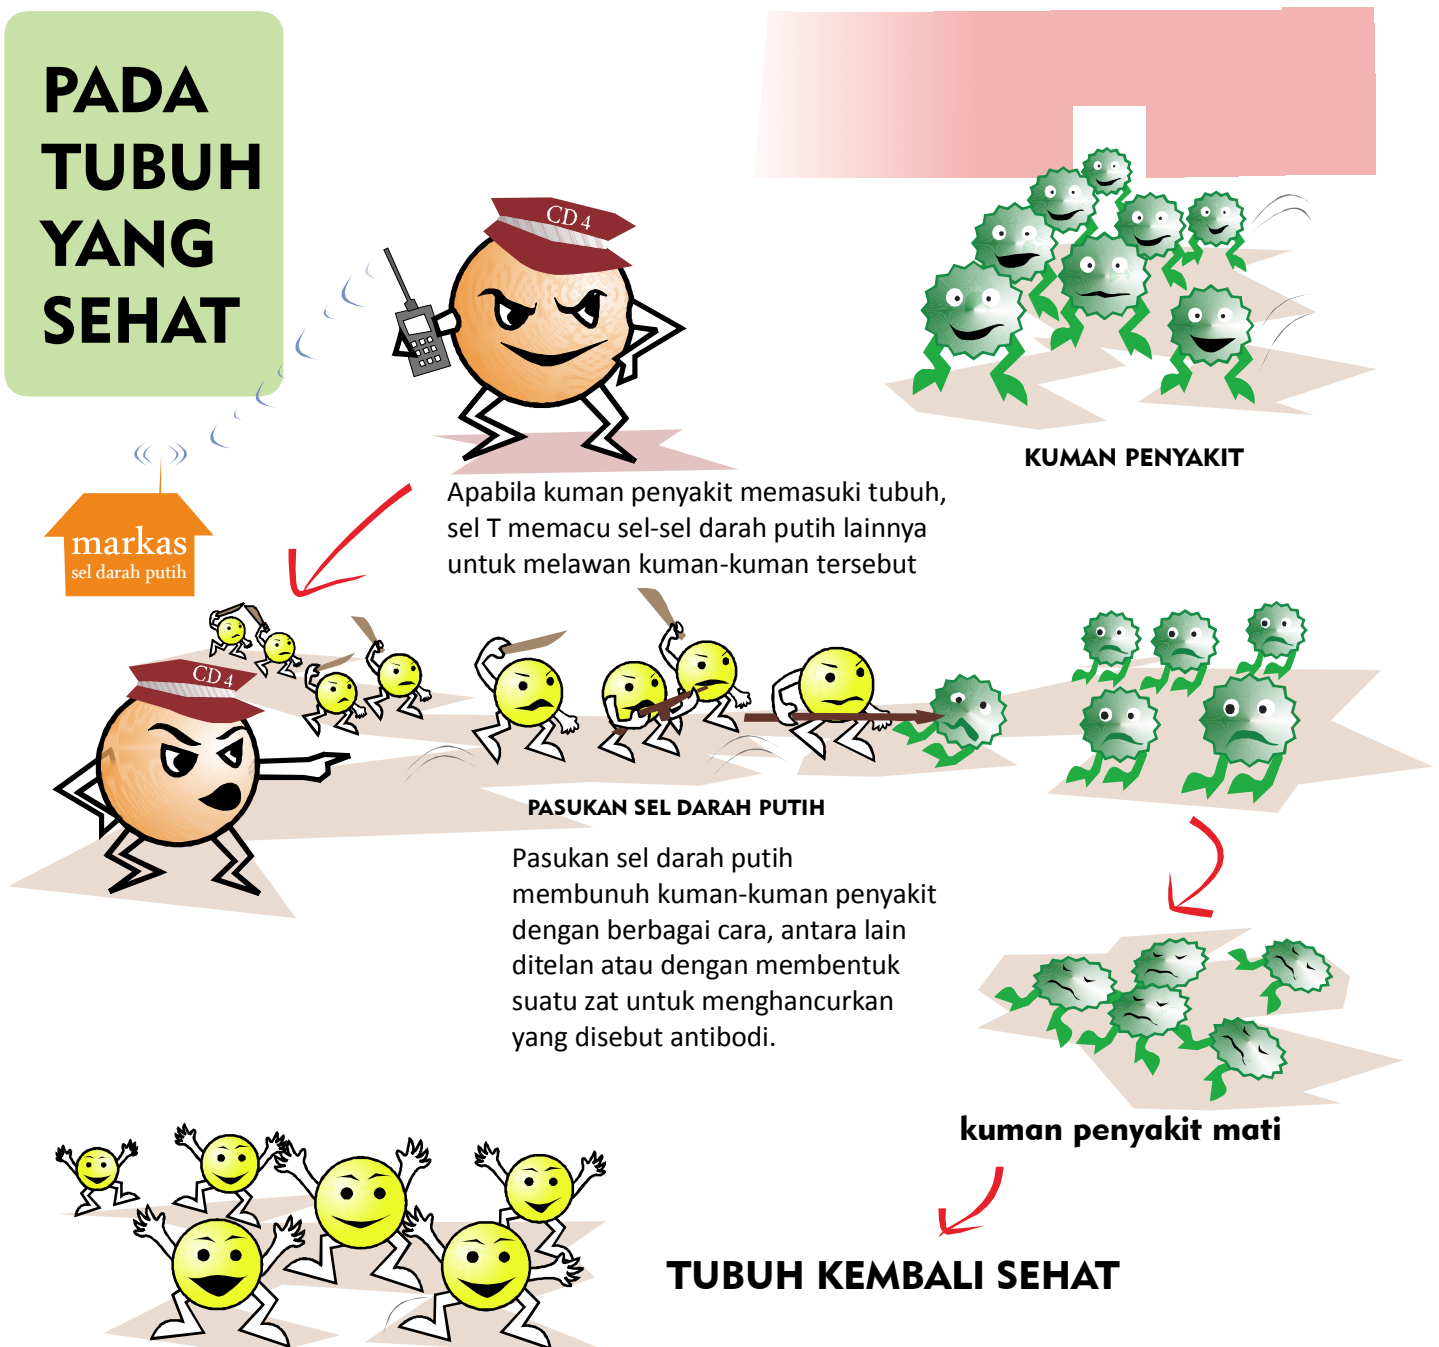 PADA
TUBUH
YANG
SEHAT
CD 4
KUMAN PENYAKIT
Apabila kuman penyakit memasuki tubuh,
sel T memacu sel-sel darah putih lainnya
untuk melawan kuman-kuman tersebut
markas
sel darah putih
CD 4
PASUKAN SEL DARAH PUTIH
Pasukan sel darah putih
membunuh kuman-kuman penyakit
dengan berbagai cara, antara lain
ditelan atau dengan membentuk
suatu zat untuk menghancurkan
yang disebut antibodi.
kuman penyakit mati
TUBUH KEMBALI SEHAT